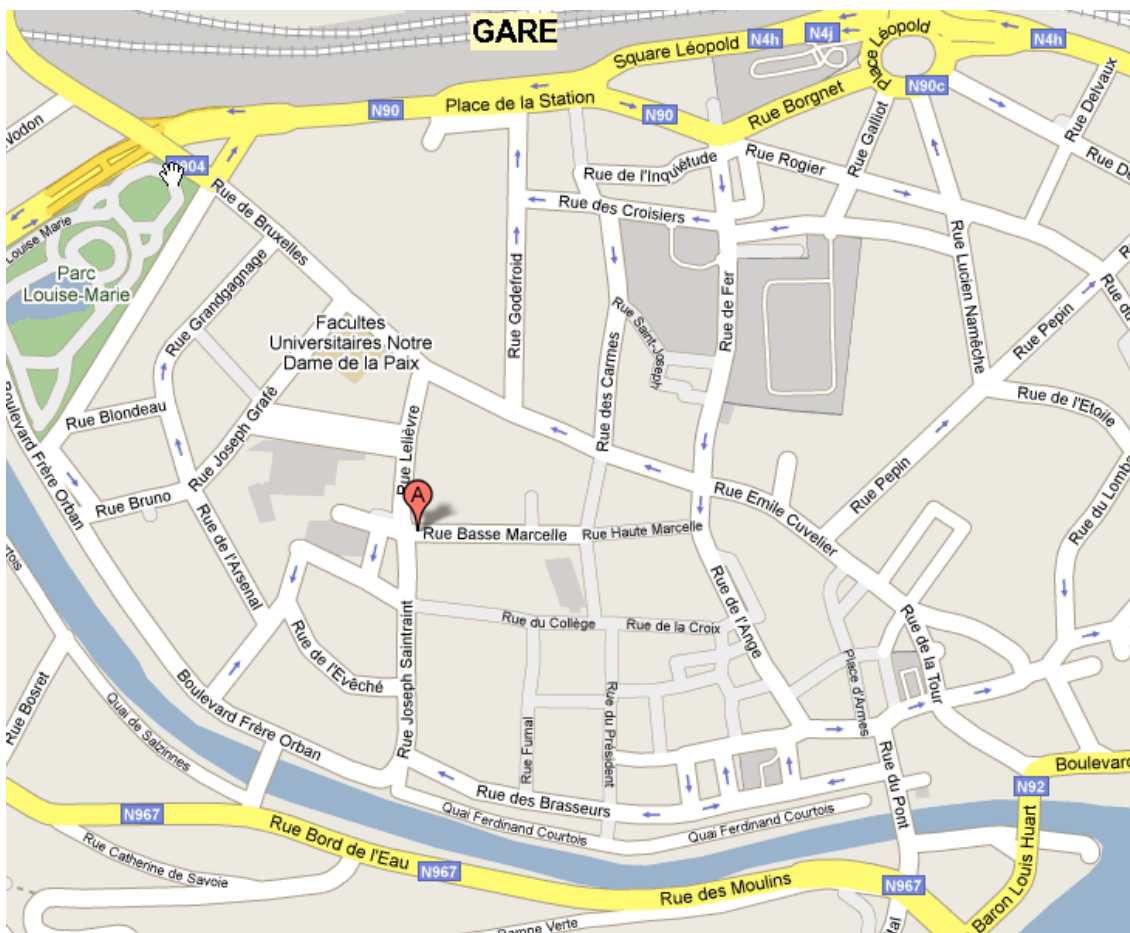 GARE
N4h
N4j
Place Léopold
N4h
Square Léopold
N90c
N90
Place de la Station
N90
Rue Borgnet
Rue Delvaux
Vodon
Rue Galliot
Rue de l'Inquiétude
Rue Rogier
Rue De
Rue de Bruxelles
Louise Marie
Rue des Croisiers
Parc
Louise-Marie
Rue Grandgagnage
Rue Godefroid
Rue de Fer
Rue Lucien Namêche
Rue du
Facultes
Universitaires Notre
Dame de la Paix
Rue Saint-Joseph
Rue Pepin
Rue des Carmes
Boulevard Frère Orban
Rue Blondeau
Rue Joseph Grafé
Rue Lelièvre
Rue de l'Etoile
Rue Bruno
A
Rue Pepin
Rue du Lomba
Rue Emile Cuvelier
Rue Basse Marcelle
Rue Haute Marcelle
Rue de l'Arsenal
Rue de l'Ange
Rue du Collège
Rue de la Croix
Rue de l'Evêché
Rue Joseph Saintraint
Rue de la Tour
Place d'Armes
Rue Bosret
Quai de Salzinnes
Boulevard Frère Orban
Rue Fumal
Rue du Président
Rue du Pont
Boulevard
N92
Rue des Brasseurs
Quai Ferdinand Courtois
Quai Ferdinand Courtois
N967
Rue Bord de l'Eau
Rue Catherine de Savoie
N967
Rue des Moulins
N967
Baron Louis Huart